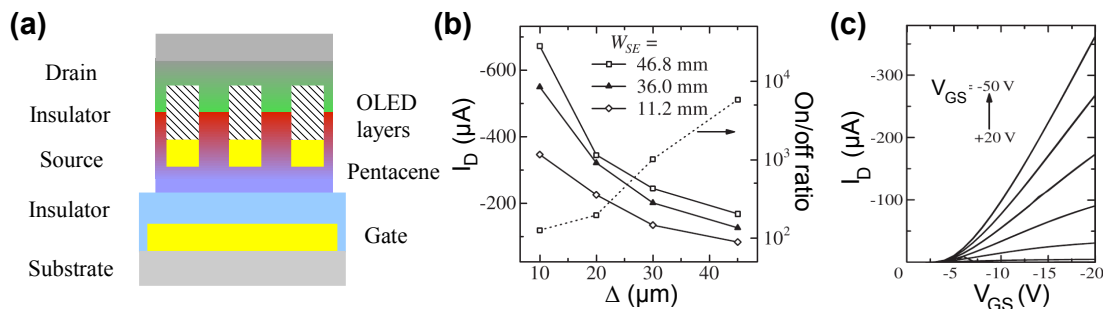 (a)
Drain
Insulator
Source
Insulator
Substrate
OLED
layers
Pentacene
Gate
(b)
I_D (µA)
-600
-400
-200
W_SE =
46.8 mm
36.0 mm
11.2 mm
10^4
10^3
10^2
On/off ratio
10 20 30 40
Δ (µm)
(c)
I_D (µA)
-300
-200
-100
0
V_GS = -50 V
+20 V
0 -5 -10 -15 -20
V_GS (V)